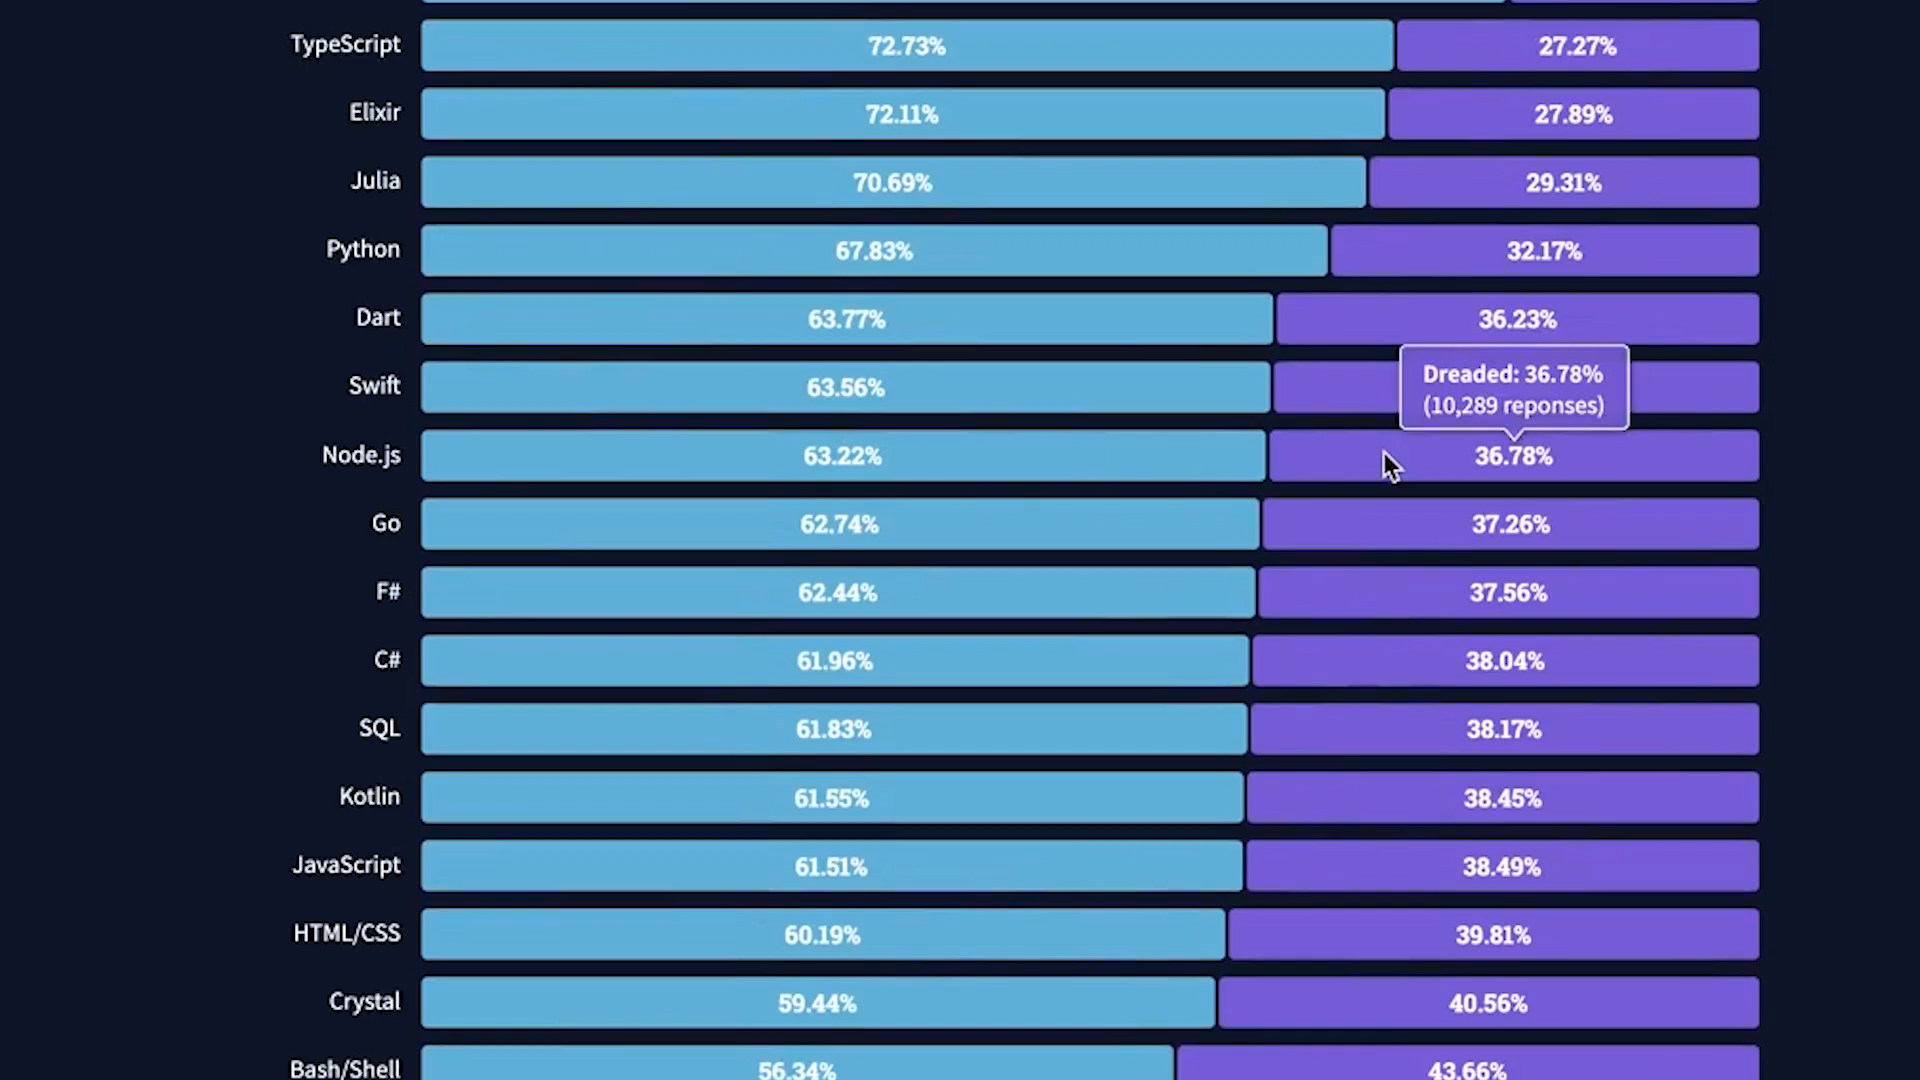 TypeScript 72.73% 27.27%
Elixir 72.11% 27.89%
Julia 70.69% 29.31%
Python 67.83% 32.17%
Dart 63.77% 36.23%
Swift 63.56%
Dreaded: 36.78%
(10,289 reponses)
Node.js 63.22% 36.78%
Go 62.74% 37.26%
F# 62.44% 37.56%
C# 61.96% 38.04%
SQL 61.83% 38.17%
Kotlin 61.55% 38.45%
JavaScript 61.51% 38.49%
HTML/CSS 60.19% 39.81%
Crystal 59.44% 40.56%
Bash/Shell 56.34% 43.66%